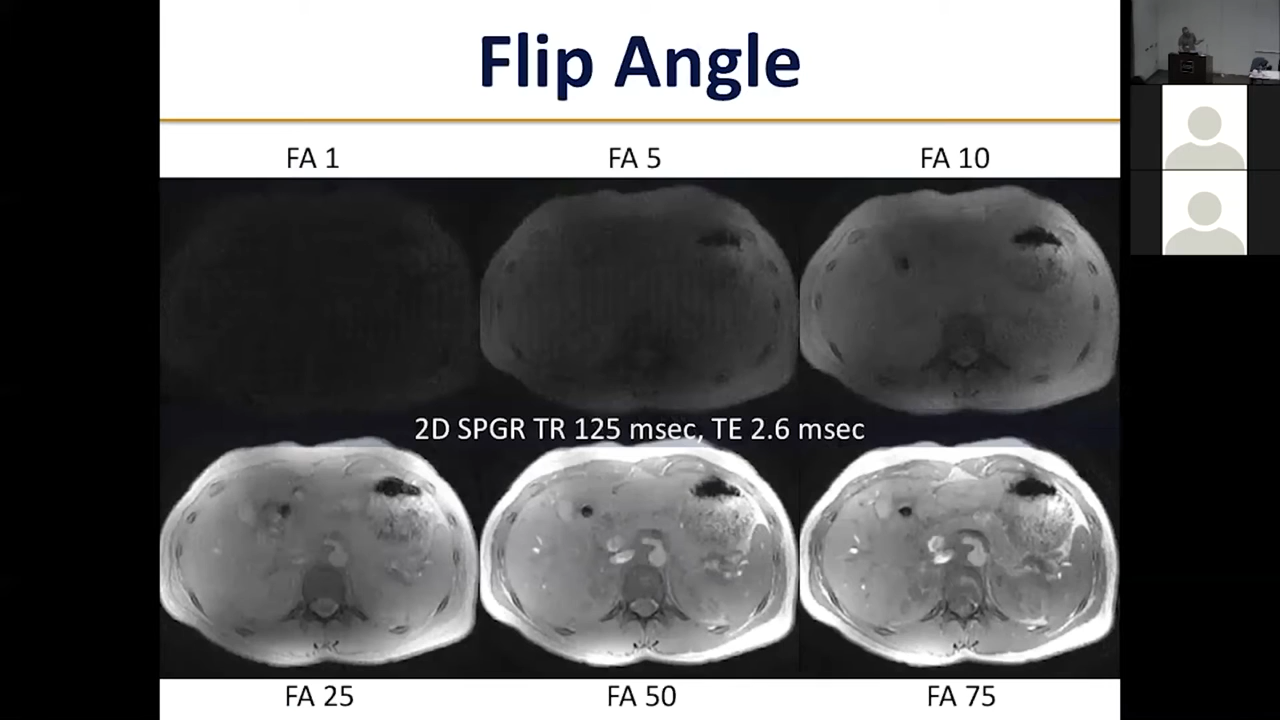 Flip Angle
FA 1
FA 5
FA 10
2D SPGR TR 125 msec, TE 2.6 msec
FA 25
FA 50
FA 75